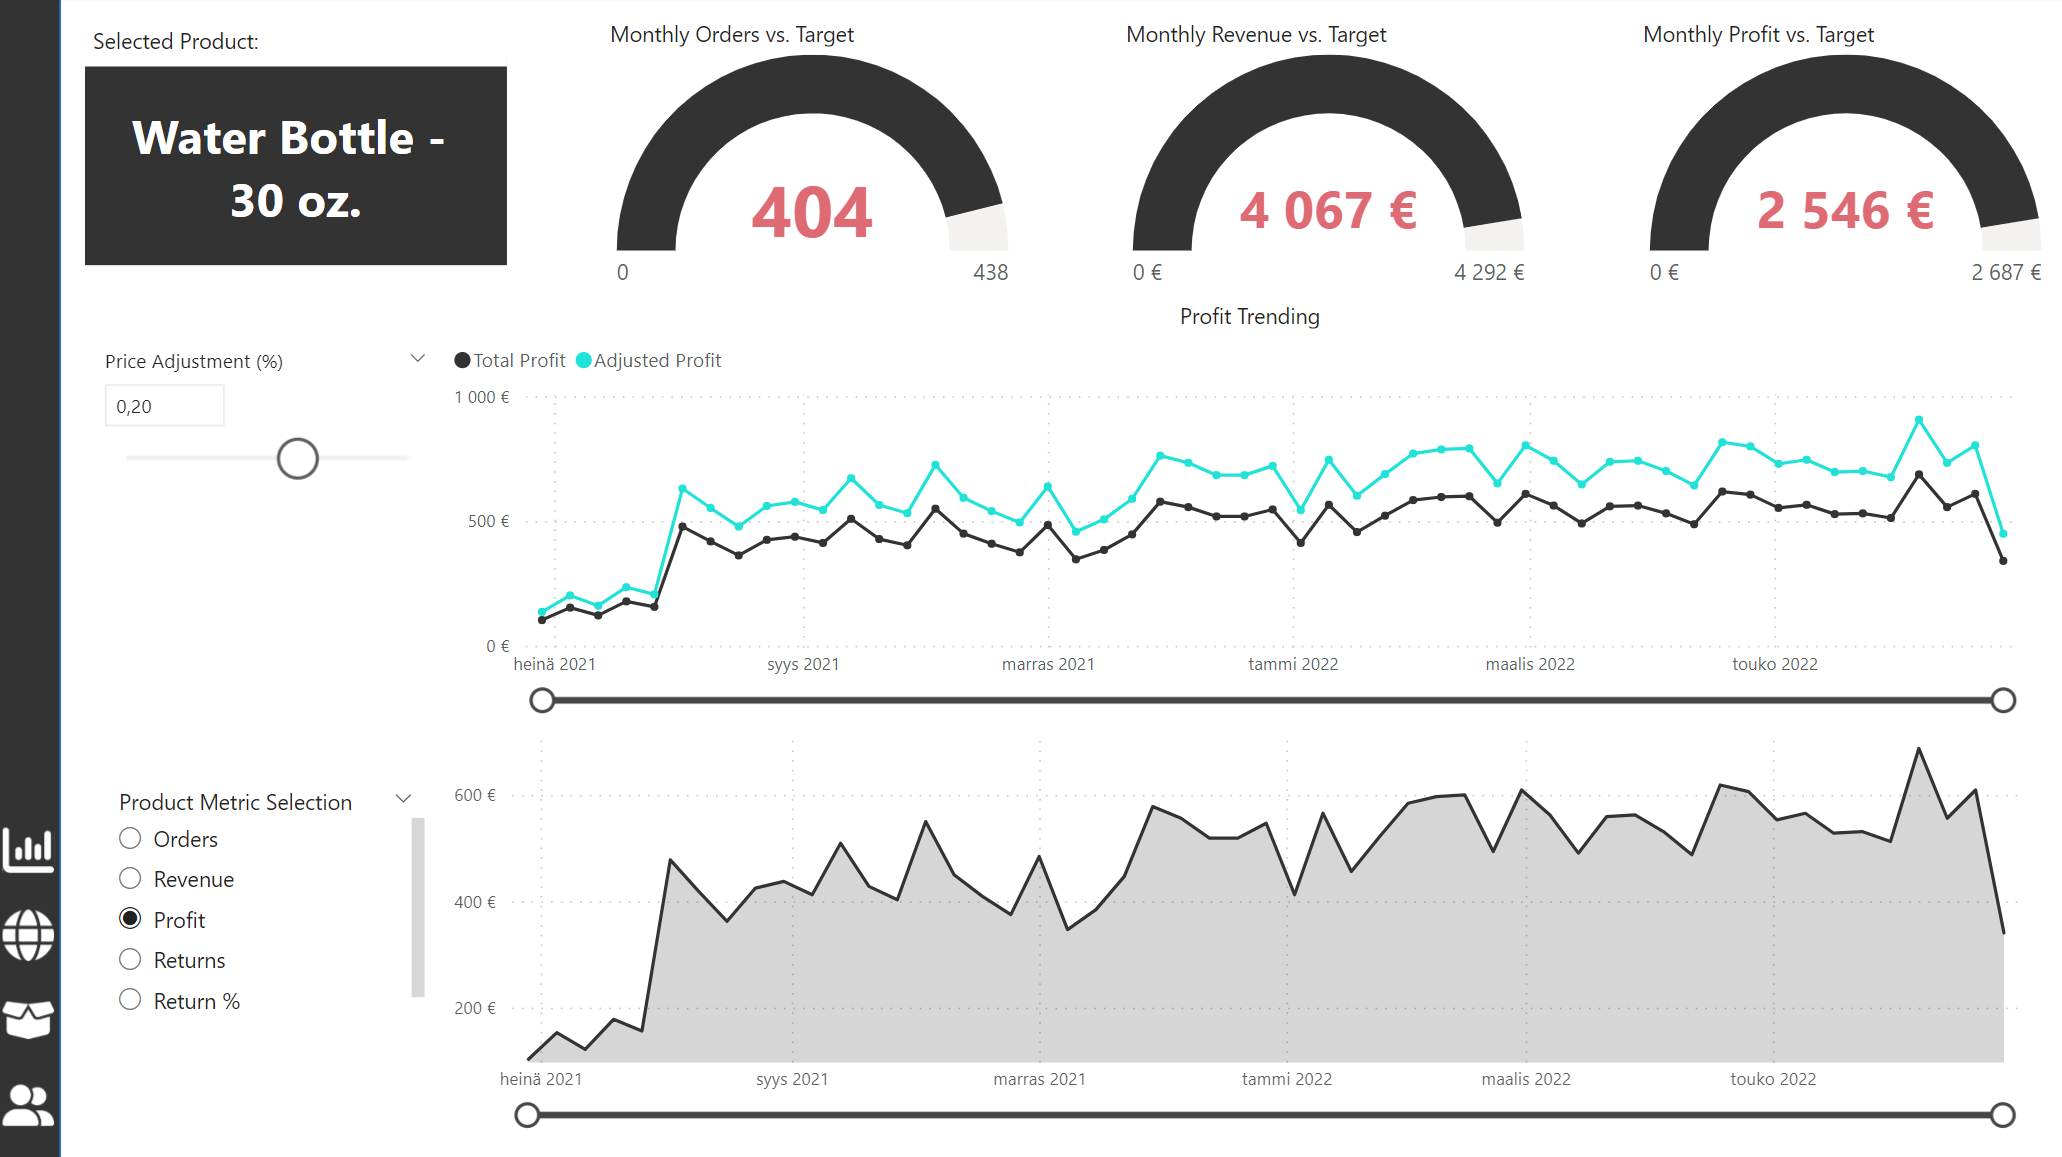 Selected Product:
Water Bottle -
30 oz.
Monthly Orders vs. Target
404
0
438
Monthly Revenue vs. Target
4 067 €
0 €
4 292 €
Monthly Profit vs. Target
2 546 €
0 €
2 687 €
Profit Trending
Price Adjustment (%)
0,20
Total Profit
Adjusted Profit
1 000 €
500 €
0 €
heinä 2021
syys 2021
marras 2021
tammi 2022
maalis 2022
touko 2022
Product Metric Selection
Orders
Revenue
Profit
Returns
Return %
600 €
400 €
200 €
heinä 2021
syys 2021
marras 2021
tammi 2022
maalis 2022
touko 2022